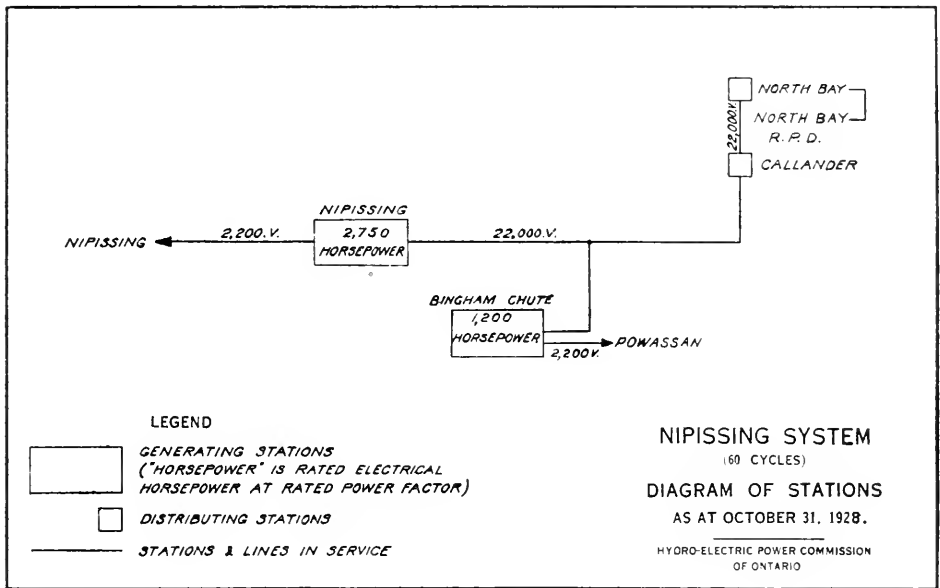 NORTH BAY
NORTH BAY
R.P.D.
22,000.V.
CALLANDER
NIPISSING
NIPISSING
2,200.V.
2,750
HORSEPOWER
22,000.V.
BINGHAM CHUTE
1,200
HORSEPOWER
POWASSAN
2,200V.
LEGEND
GENERATING STATIONS
("HORSEPOWER" IS RATED ELECTRICAL
HORSEPOWER AT RATED POWER FACTOR)
DISTRIBUTING STATIONS
STATIONS & LINES IN SERVICE
NIPISSING SYSTEM
(60 CYCLES)
DIAGRAM OF STATIONS
AS AT OCTOBER 31, 1928.
HYDRO-ELECTRIC POWER COMMISSION
OF ONTARIO